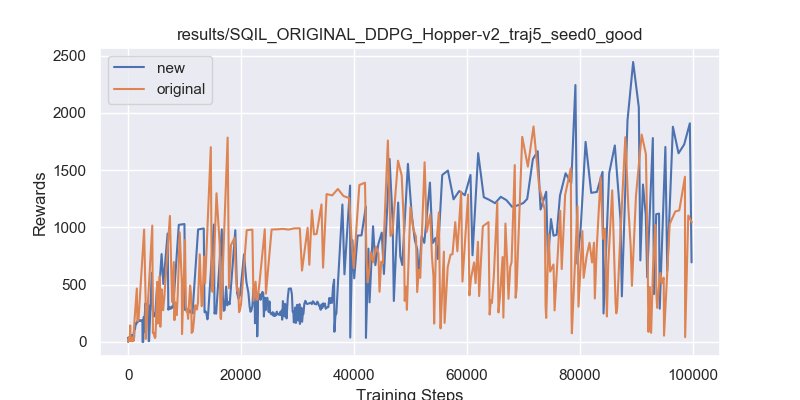 results/SQIL_ORIGINAL_DDPG_Hopper-v2_traj5_seed0_good
new
original
2500
2000
1500
1000
500
0
Rewards
0 20000 40000 60000 80000 100000
Training Steps